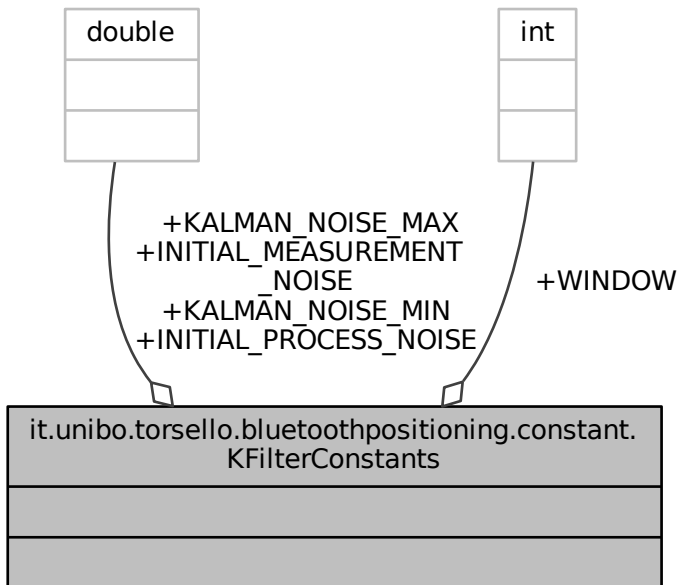 double
int
+KALMAN_NOISE_MAX
+INITIAL_MEASUREMENT
_NOISE
+KALMAN_NOISE_MIN
+INITIAL_PROCESS_NOISE
+WINDOW
it.unibo.torsello.bluetoothpositioning.constant.
KFilterConstants